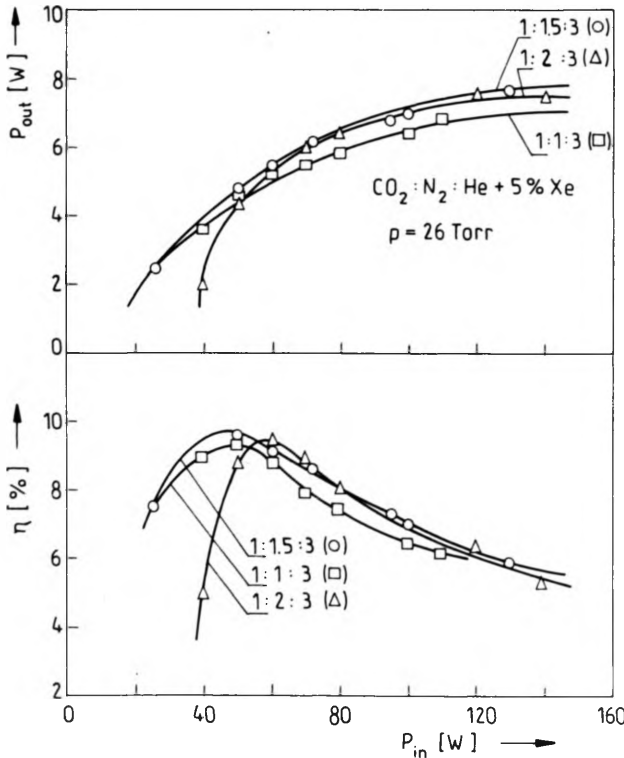 P_out [W]
10
8
6
4
2
0
1:1.5:3 (○)
1:2:3 (△)
1:1:3 (□)
CO₂:N₂:He + 5% Xe
p = 26 Torr
η [%]
10
8
6
4
2
1:1.5:3 (○)
1:1:3 (□)
1:2:3 (△)
0 40 80 120 160
P_in [W]